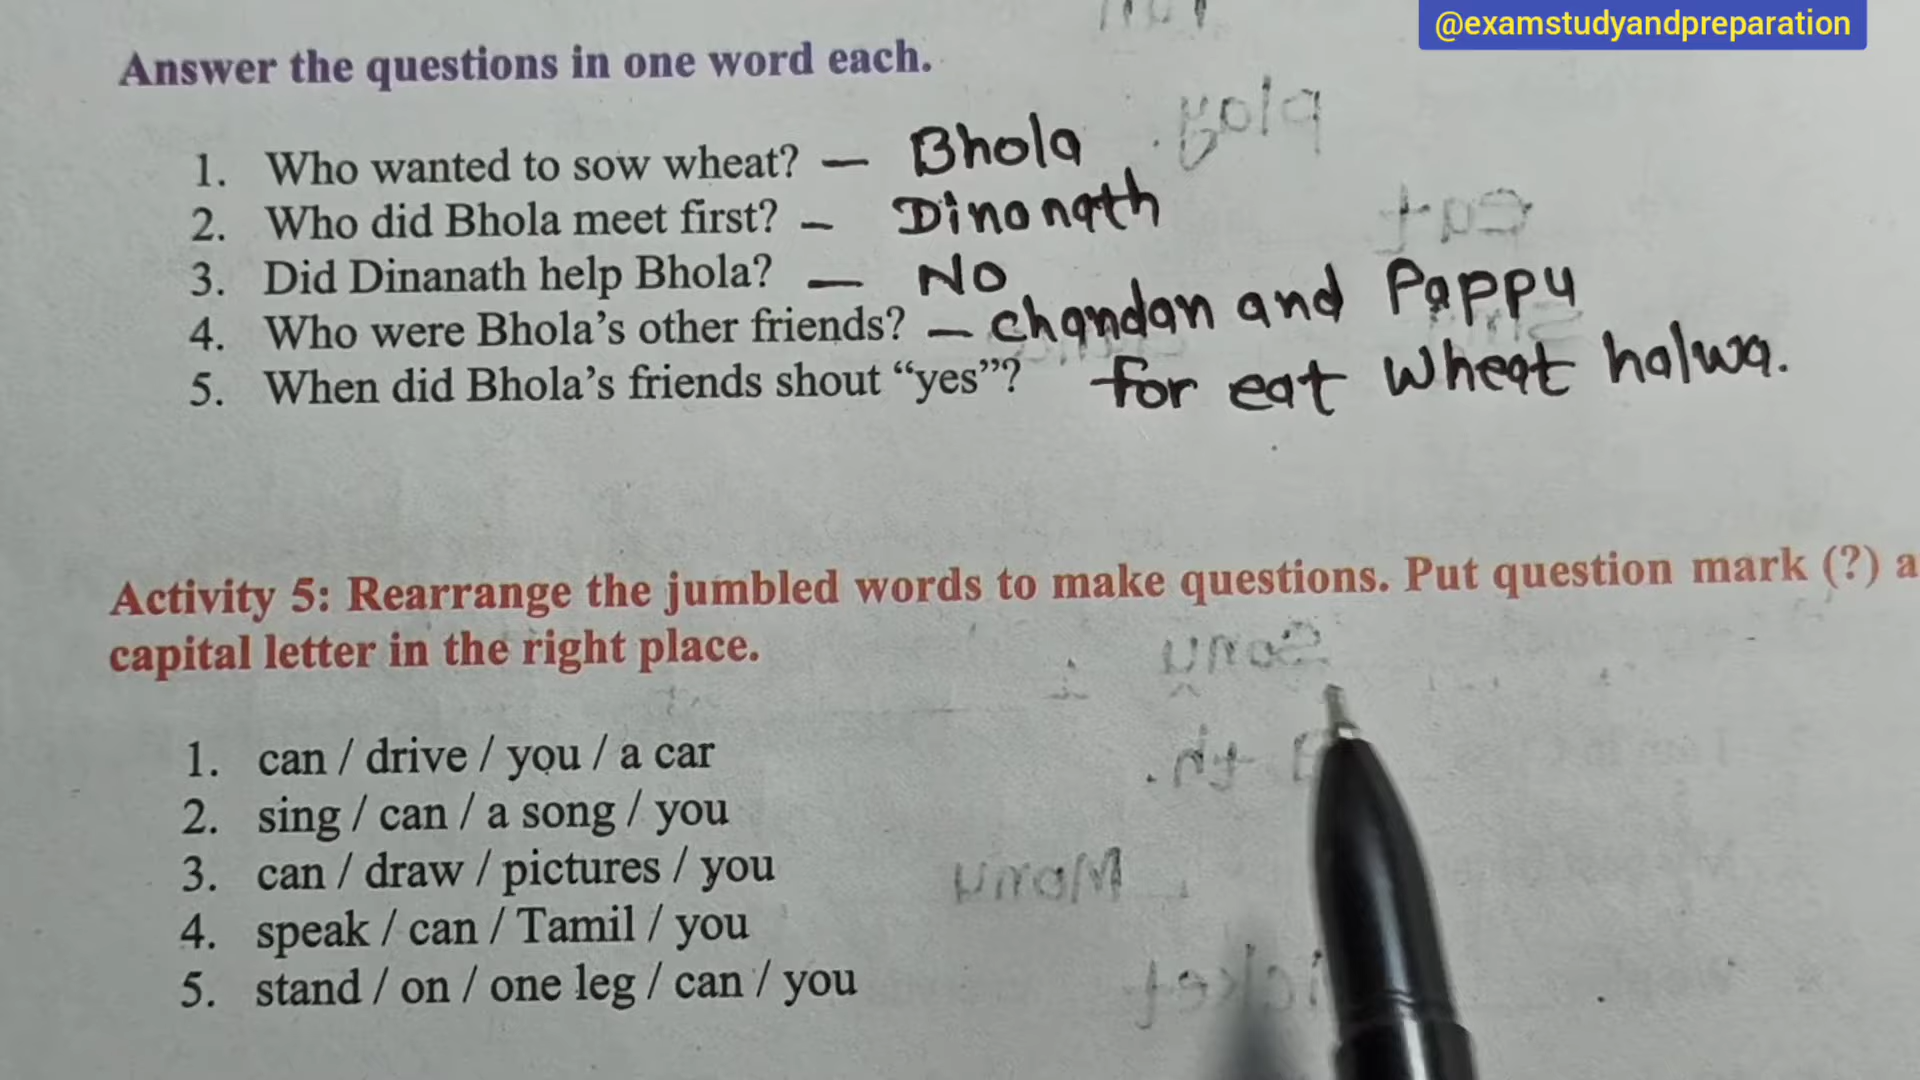 @examstudyandpreparation
Answer the questions in one word each.
1. Who wanted to sow wheat? — Bhola
2. Who did Bhola meet first? – Dinonath
3. Did Dinanath help Bhola? — No
4. Who were Bhola’s other friends? — Chandan and Pappu
5. When did Bhola’s friends shout “yes”? for eat wheat halwa.
Activity 5: Rearrange the jumbled words to make questions. Put question mark (?) a
capital letter in the right place.
1. can / drive / you / a car
2. sing / can / a song / you
3. can / draw / pictures / you
4. speak / can / Tamil / you
5. stand / on / one leg / can / you